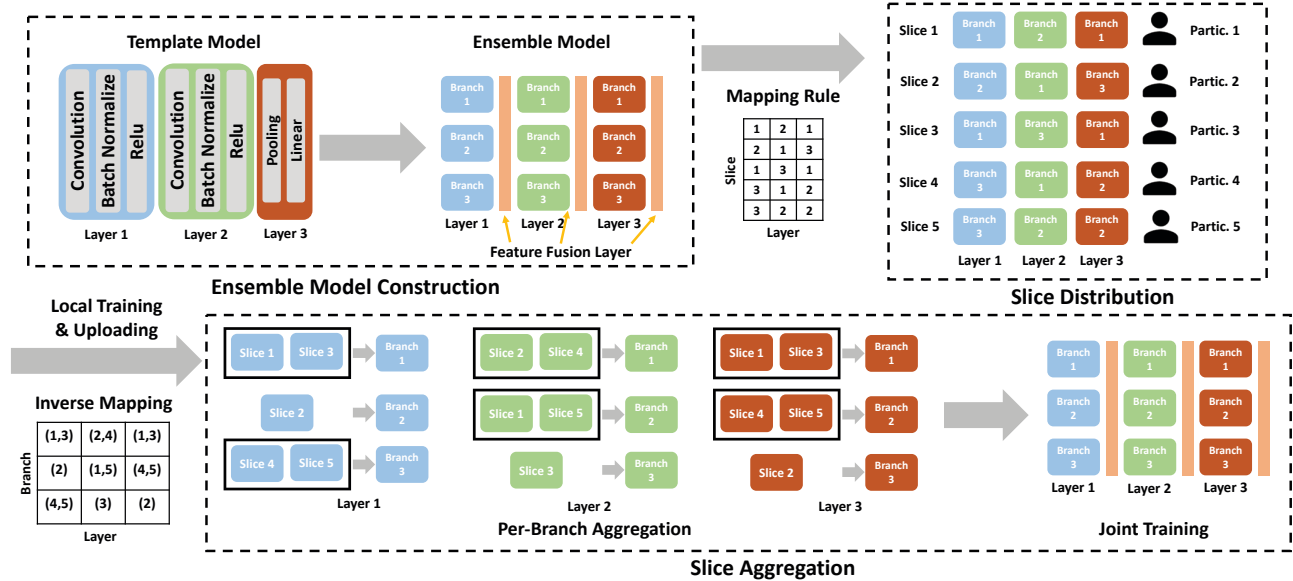 Template Model
Convolution
Batch Normalize
Relu
Convolution
Batch Normalize
Relu
Pooling
Linear
Layer 1
Layer 2
Layer 3
Ensemble Model
Branch 1
Branch 1
Branch 1
Branch 2
Branch 2
Branch 2
Branch 3
Branch 3
Branch 3
Layer 1
Layer 2
Layer 3
Feature Fusion Layer
Ensemble Model Construction
Mapping Rule
Slice
1 2 1
2 1 3
1 3 1
3 1 2
3 2 2
Layer
Slice 1 Branch 1 Branch 2 Branch 1 Partic. 1
Slice 2 Branch 2 Branch 1 Branch 3 Partic. 2
Slice 3 Branch 1 Branch 3 Branch 1 Partic. 3
Slice 4 Branch 3 Branch 1 Branch 2 Partic. 4
Slice 5 Branch 3 Branch 2 Branch 2 Partic. 5
Layer 1 Layer 2 Layer 3
Slice Distribution
Local Training
& Uploading
Inverse Mapping
Branch
(1,3) (2,4) (1,3)
(2) (1,5) (4,5)
(4,5) (3) (2)
Layer
Slice 1 Slice 3 Branch 1
Slice 2 Branch 2
Slice 4 Slice 5 Branch 3
Layer 1
Slice 2 Slice 4 Branch 1
Slice 1 Slice 5 Branch 2
Slice 3 Branch 3
Layer 2
Slice 1 Slice 3 Branch 1
Slice 4 Slice 5 Branch 2
Slice 2 Branch 3
Layer 3
Per-Branch Aggregation
Branch 1 Branch 1 Branch 1
Branch 2 Branch 2 Branch 2
Branch 3 Branch 3 Branch 3
Layer 1 Layer 2 Layer 3
Joint Training
Slice Aggregation